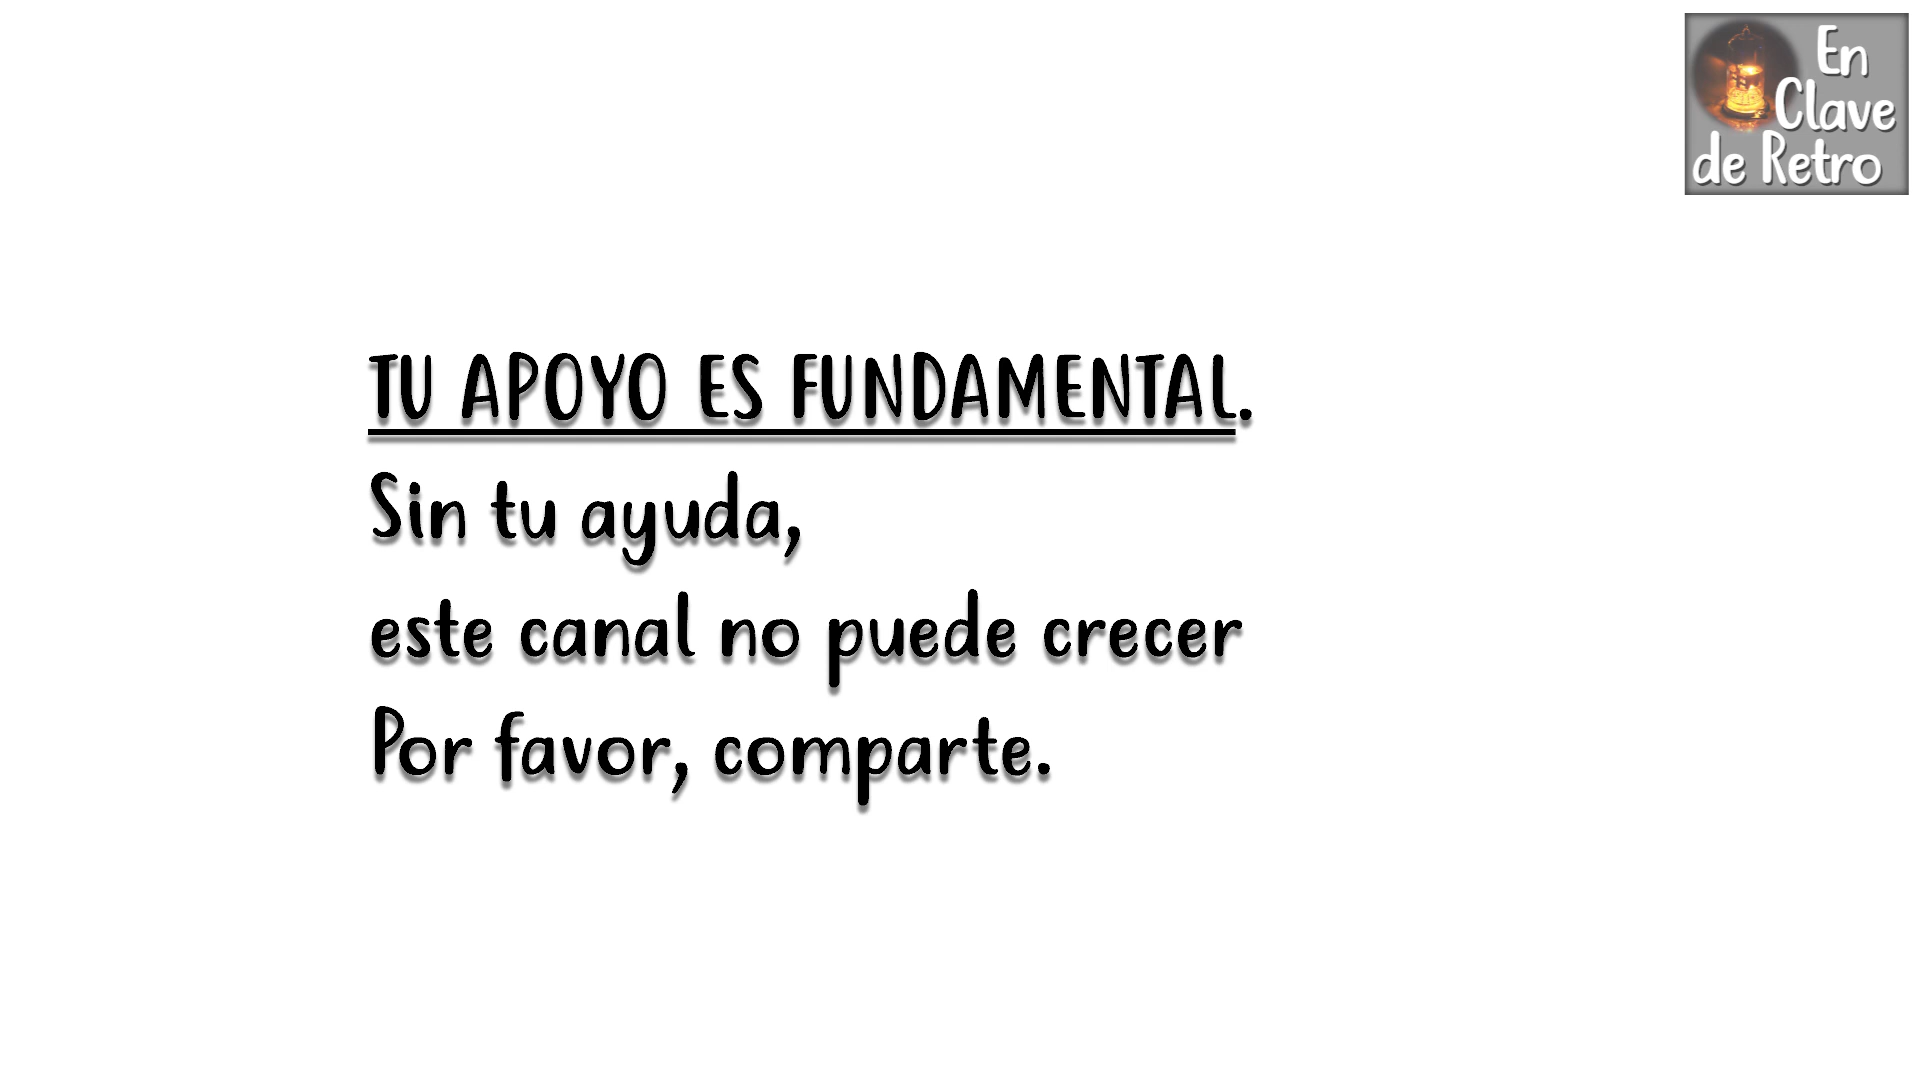 En
Clave
de Retro
TU APOYO ES FUNDAMENTAL.
Sin tu ayuda,
este canal no puede crecer
Por favor, comparte.